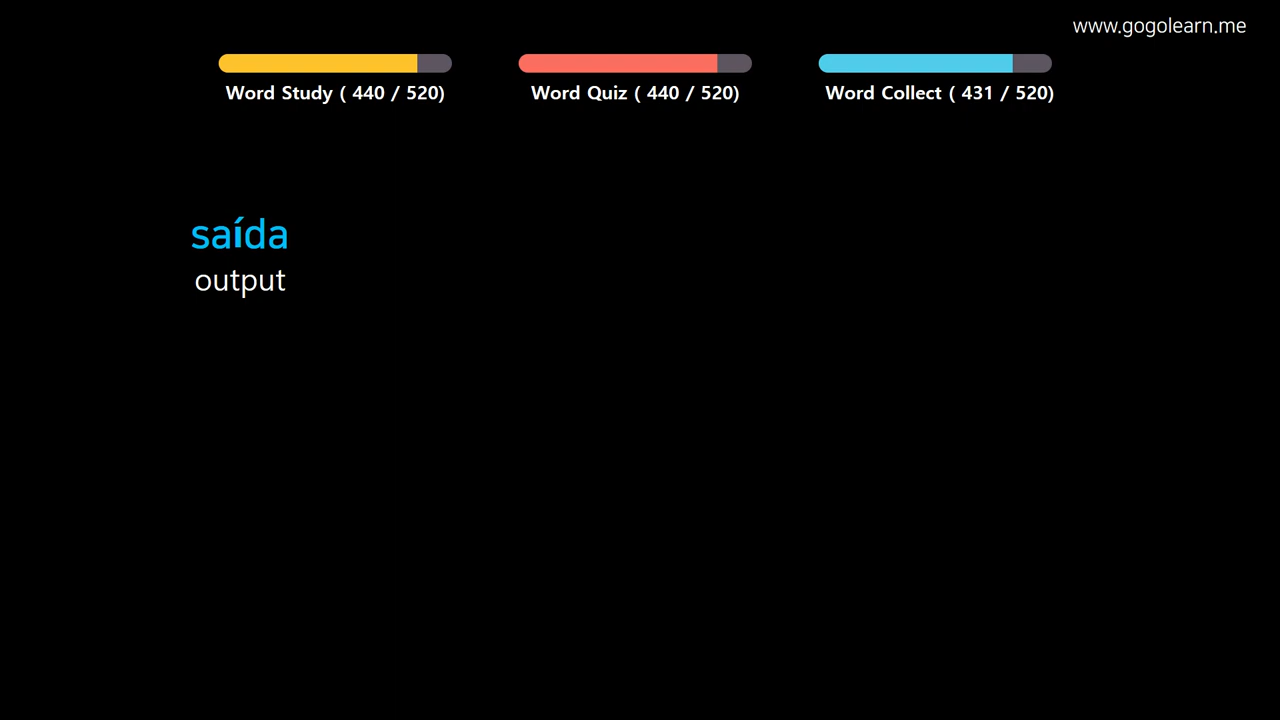 www.gogolearn.me
Word Study ( 440 / 520)
Word Quiz ( 440 / 520)
Word Collect ( 431 / 520)
saída
output